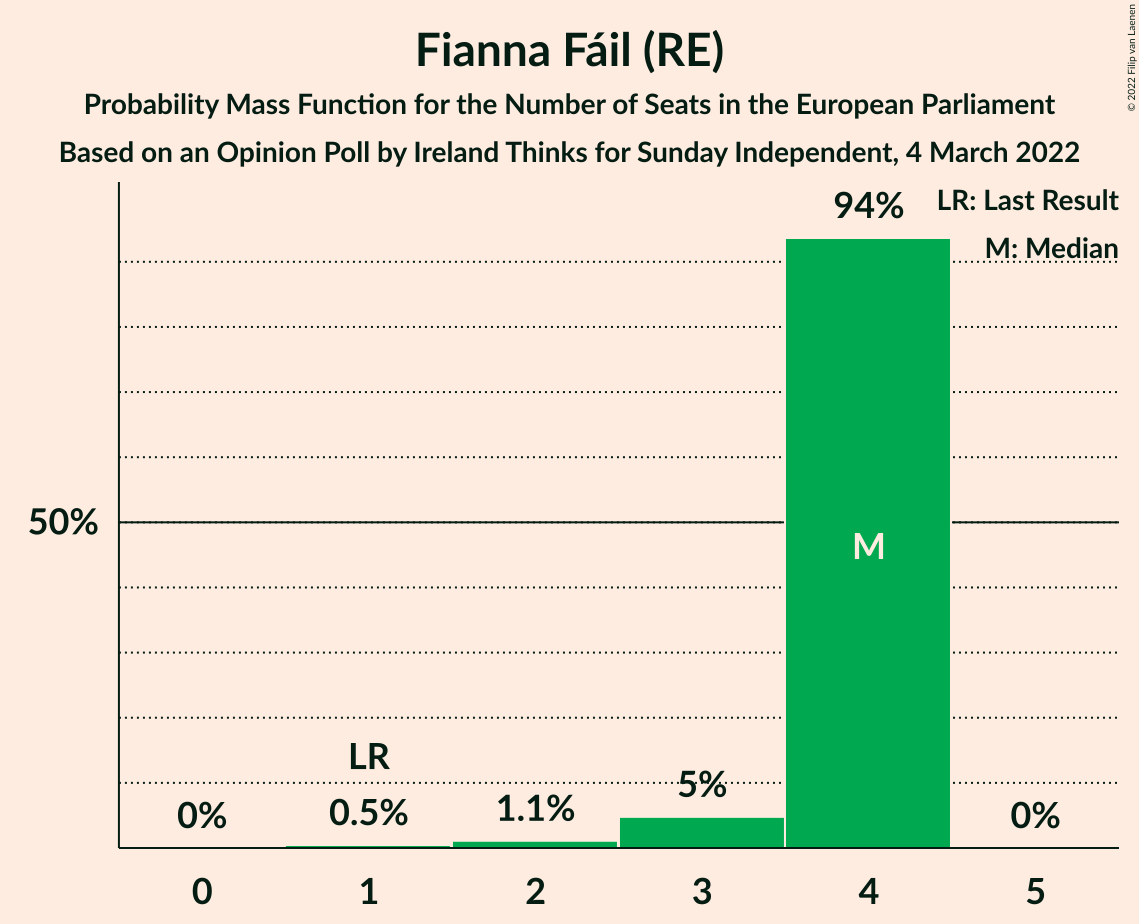 Fianna Fáil (RE)
Probability Mass Function for the Number of Seats in the European Parliament
Based on an Opinion Poll by Ireland Thinks for Sunday Independent, 4 March 2022
© 2022 Filip van Laenen
LR: Last Result
M: Median
94%
50%
M
LR
0%
0.5%
1.1%
5%
0%
0
1
2
3
4
5